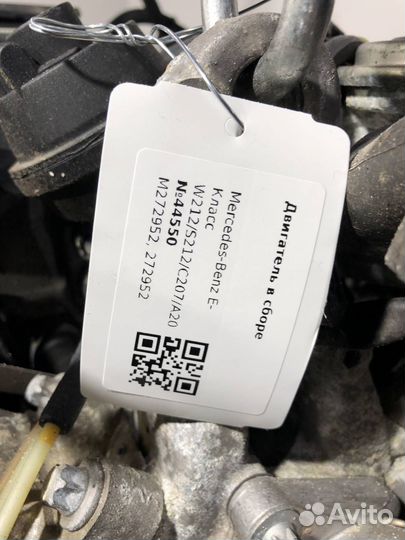 Двигатель в сборе
Mercedes-Benz E-
Класс
W212/S212/C207/A20
№44550
M272952, 272952
Avito